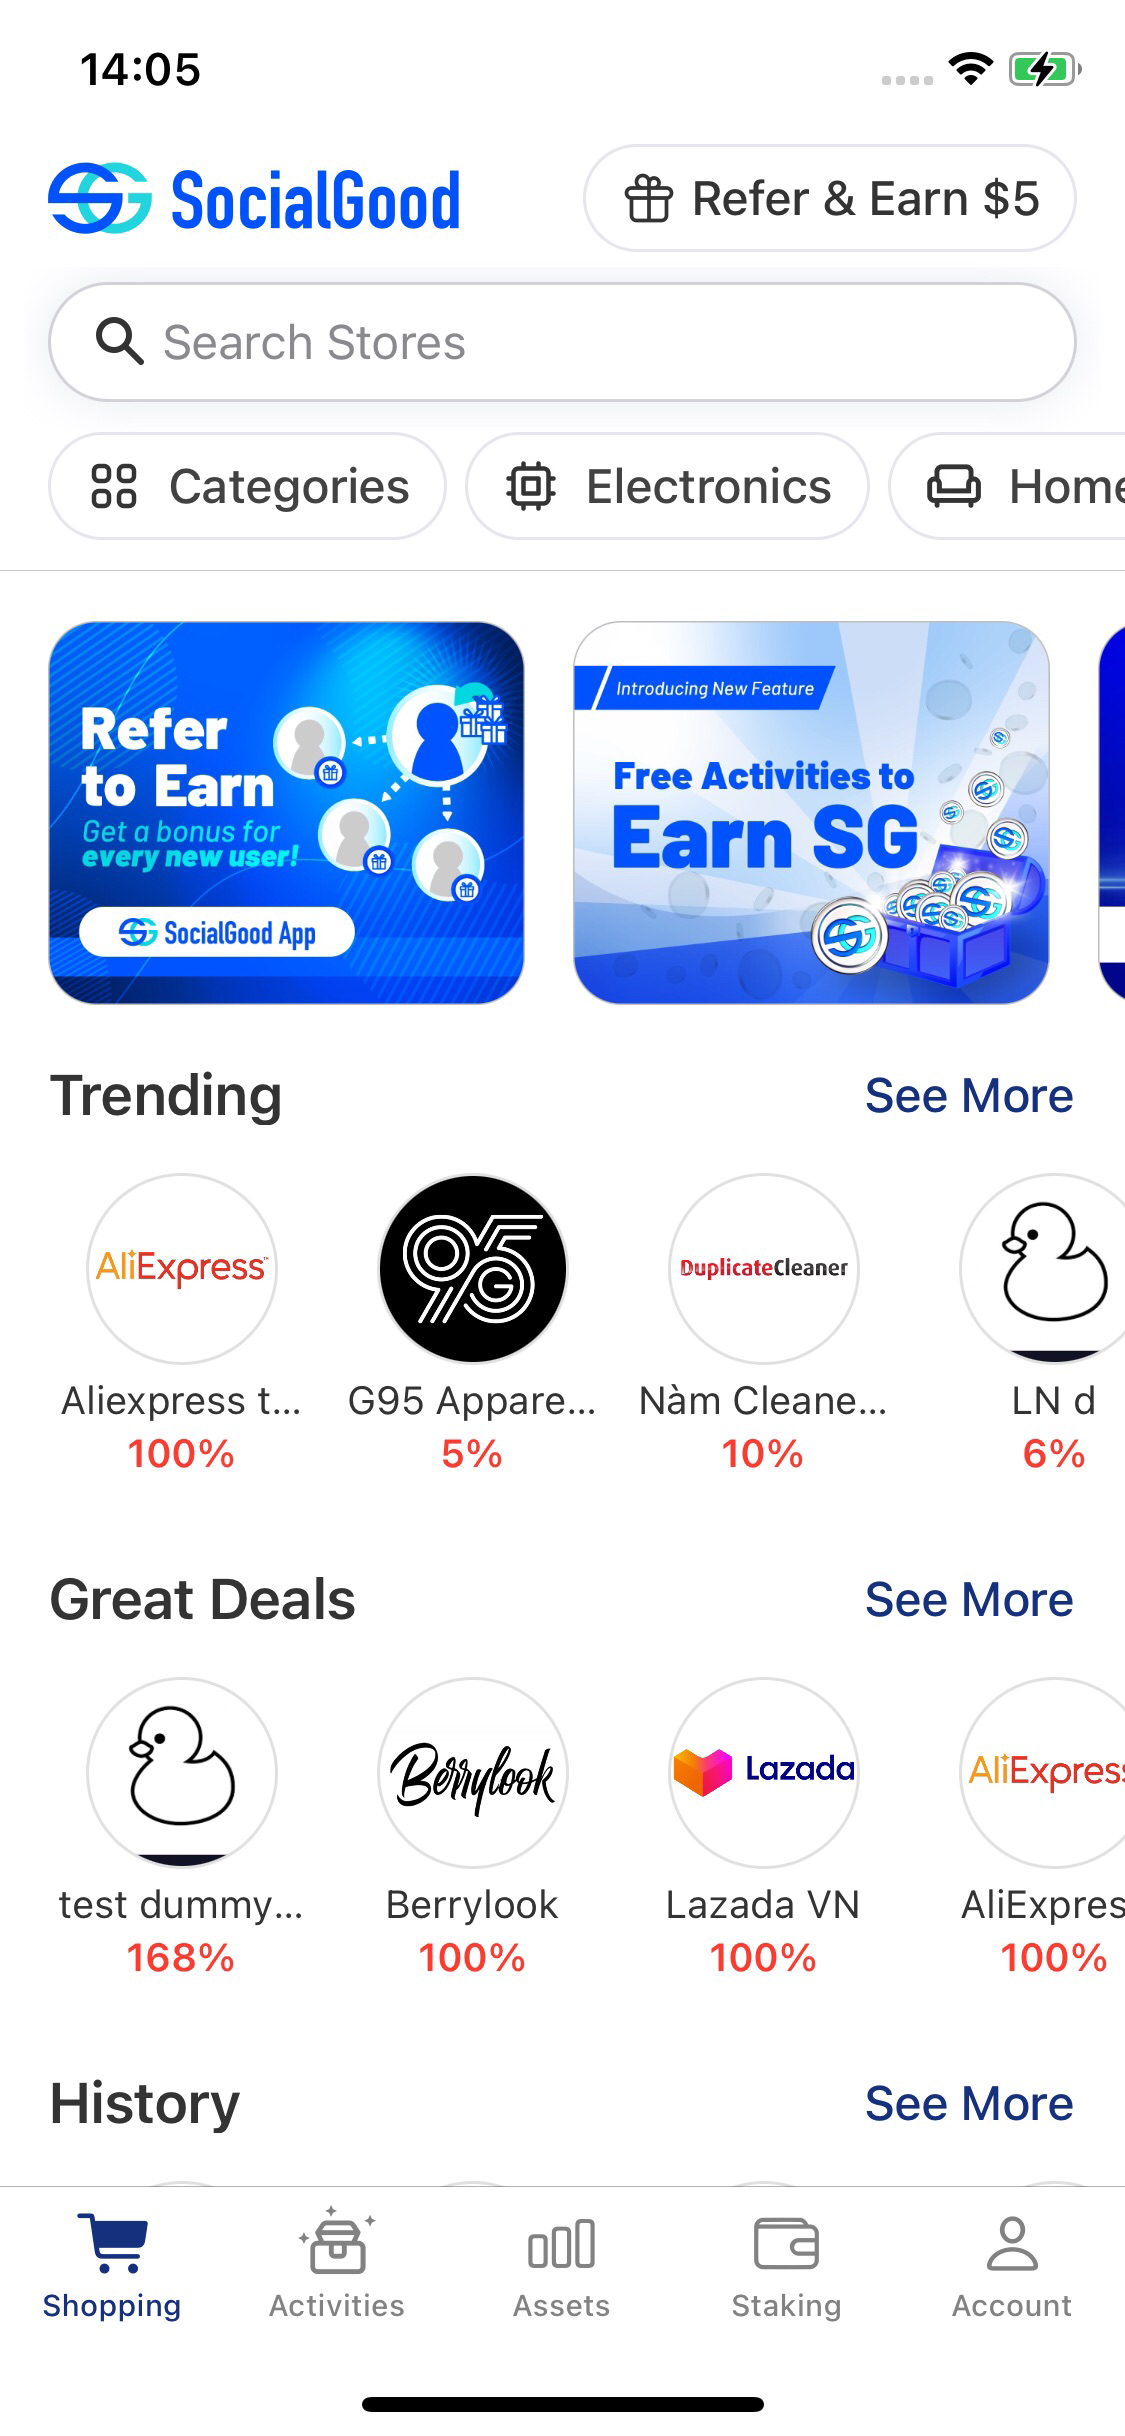 14:05
SocialGood
Refer & Earn $5
Search Stores
Categories
Electronics
Home
Refer
to Earn
Get a bonus for
every new user!
SocialGood App
Introducing New Feature
Free Activities to
Earn SG
Trending
See More
AliExpress
95
G
DuplicateCleaner
Aliexpress t...
G95 Appare...
Nàm Cleane...
LN d
100%
5%
10%
6%
Great Deals
See More
Berrylook
Lazada
AliExpress
test dummy...
Berrylook
Lazada VN
AliExpres
168%
100%
100%
100%
History
See More
Shopping
Activities
Assets
Staking
Account